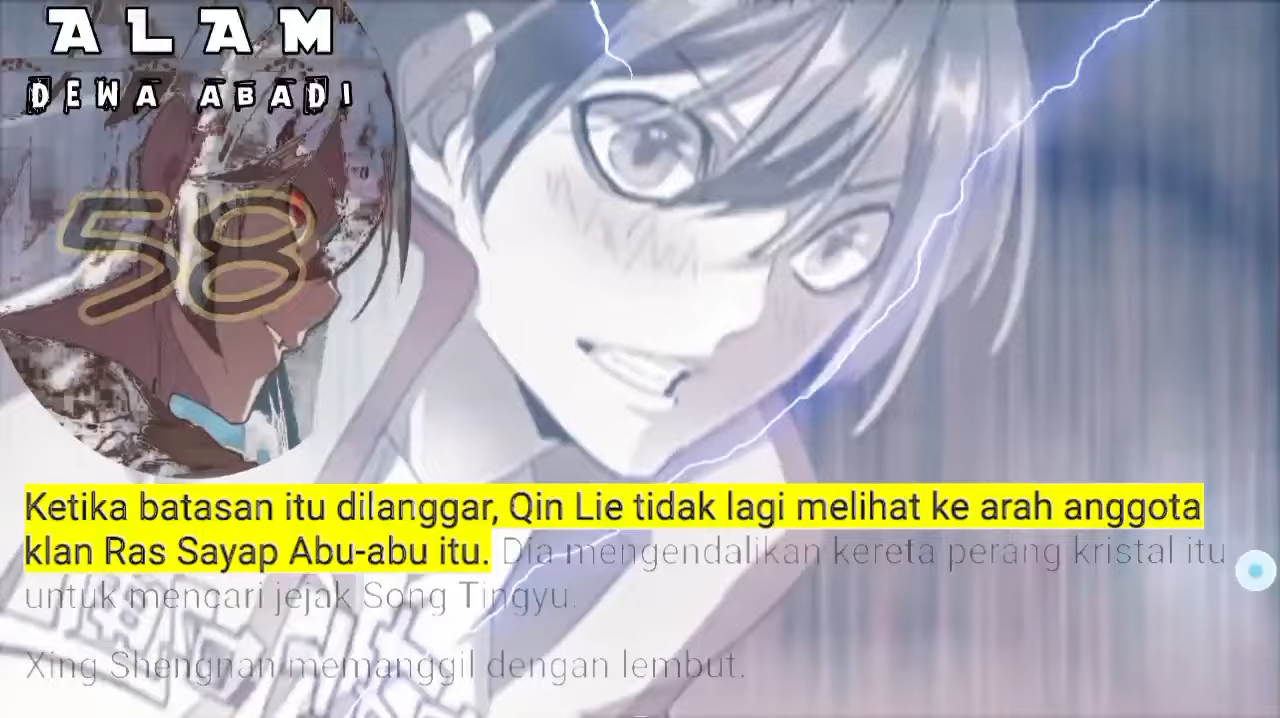 ALAM
DEWA ABADI
58
Ketika batasan itu dilanggar, Qin Lie tidak lagi melihat ke arah anggota
klan Ras Sayap Abu-abu itu. Dia mengendalikan kereta perang kristal itu
untuk mencari jejak Song Tingyu.
Xing Shengnan memanggil dengan lembut.